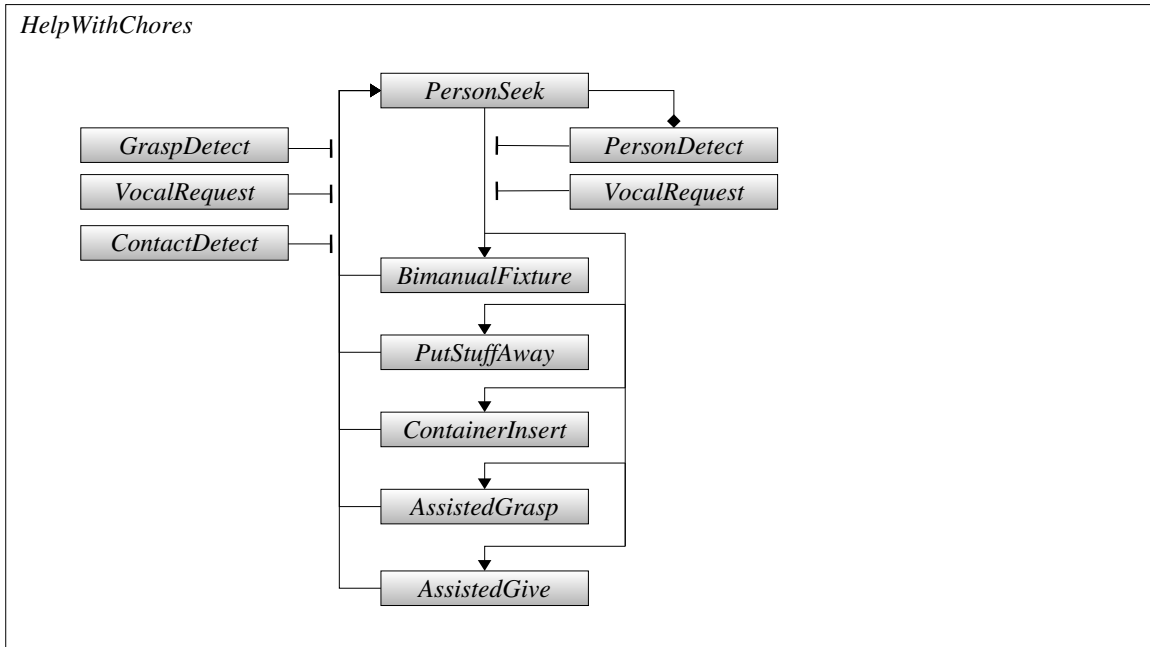 HelpWithChores
PersonSeek
GraspDetect
PersonDetect
VocalRequest
VocalRequest
ContactDetect
BimanualFixture
PutStuffAway
ContainerInsert
AssistedGrasp
AssistedGive